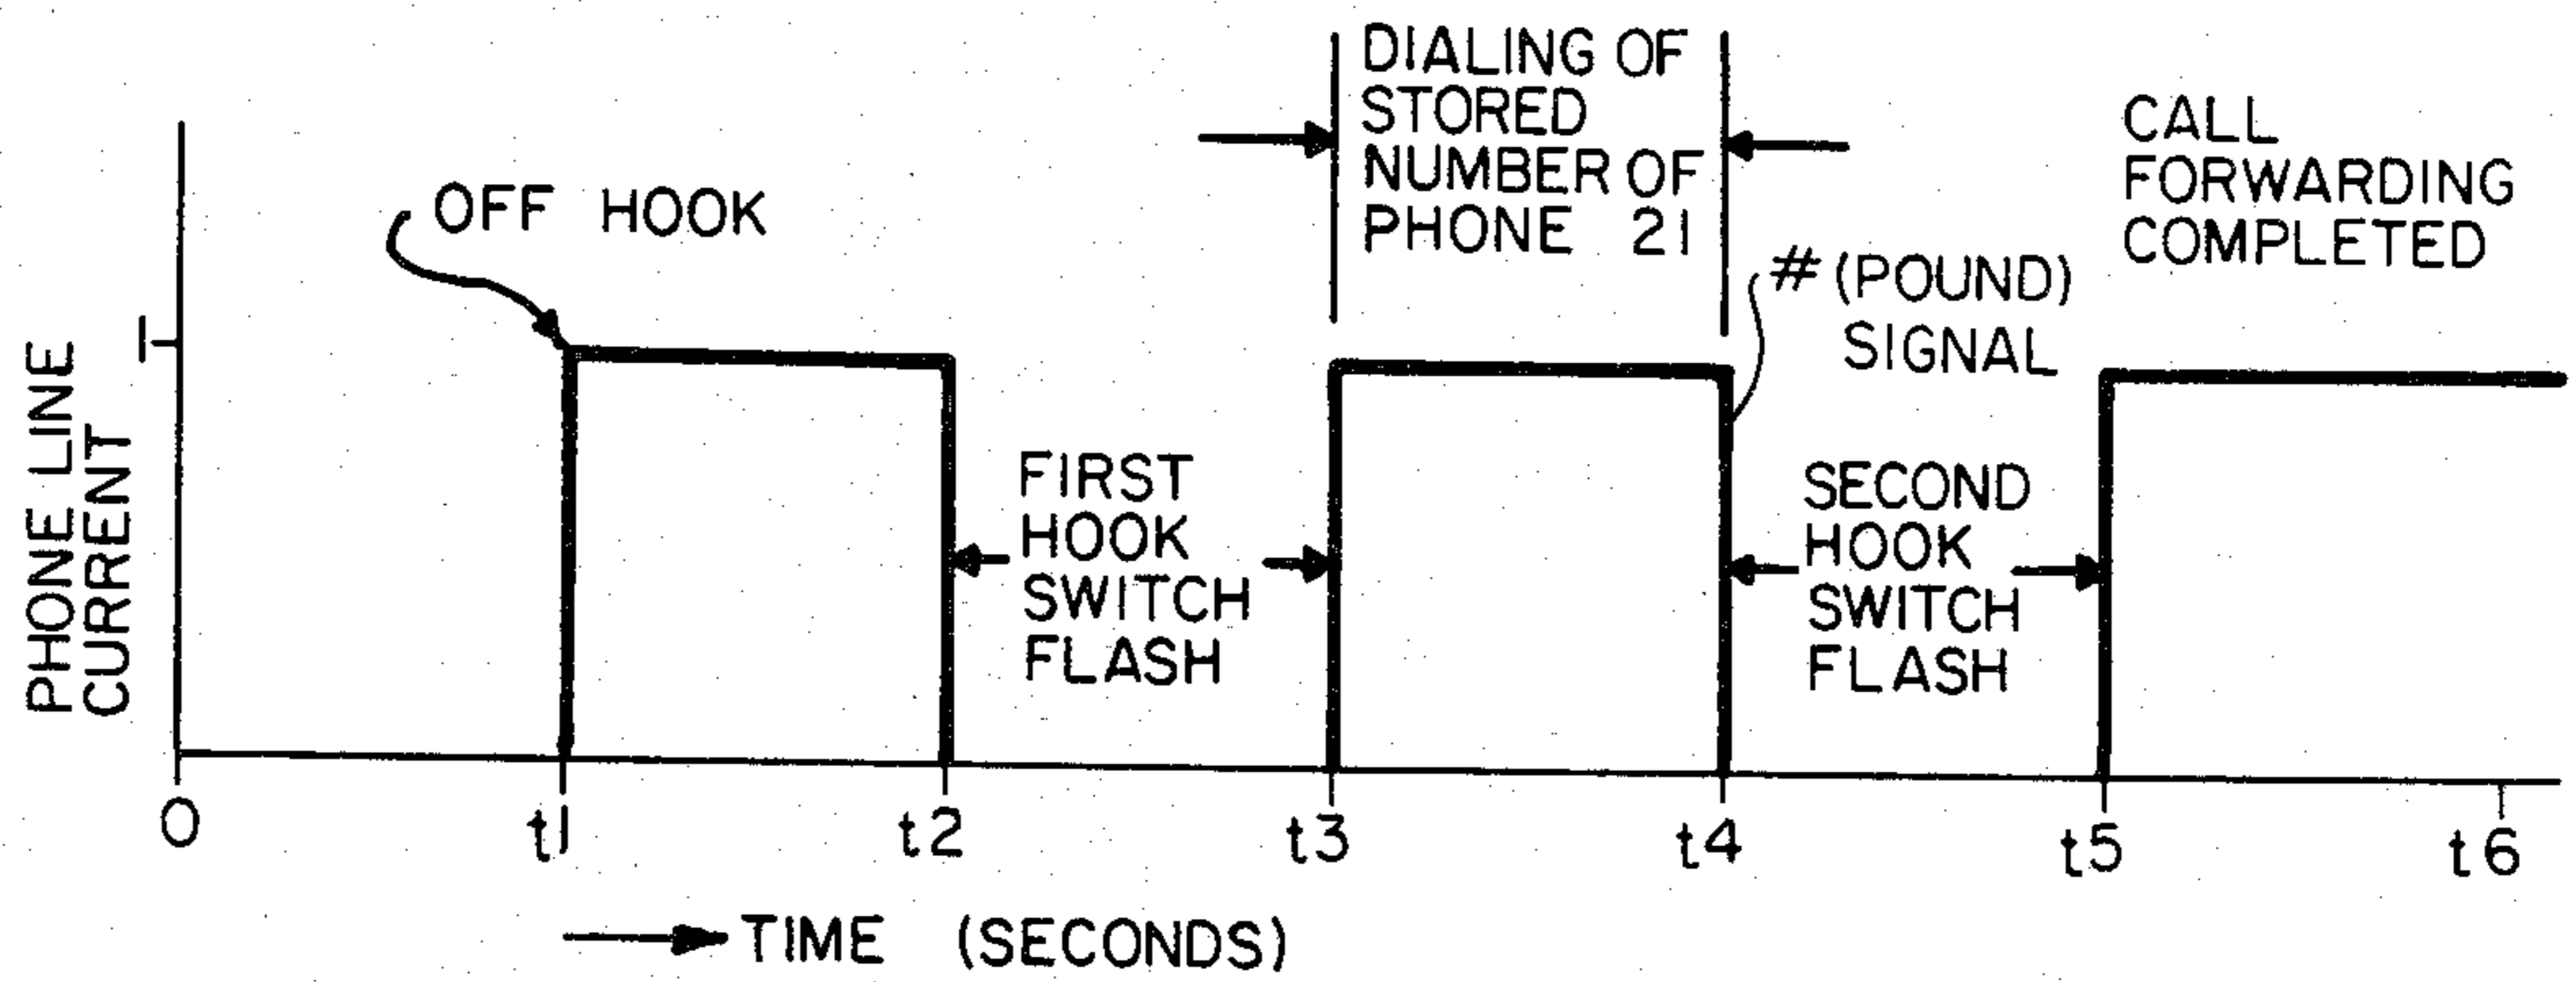 DIALING OF
STORED
NUMBER OF
PHONE 21
CALL
FORWARDING
COMPLETED
OFF HOOK
# (POUND)
SIGNAL
I
PHONE LINE
CURRENT
FIRST
HOOK
SWITCH
FLASH
SECOND
HOOK
SWITCH
FLASH
0 t1 t2 t3 t4 t5 t6
TIME (SECONDS)